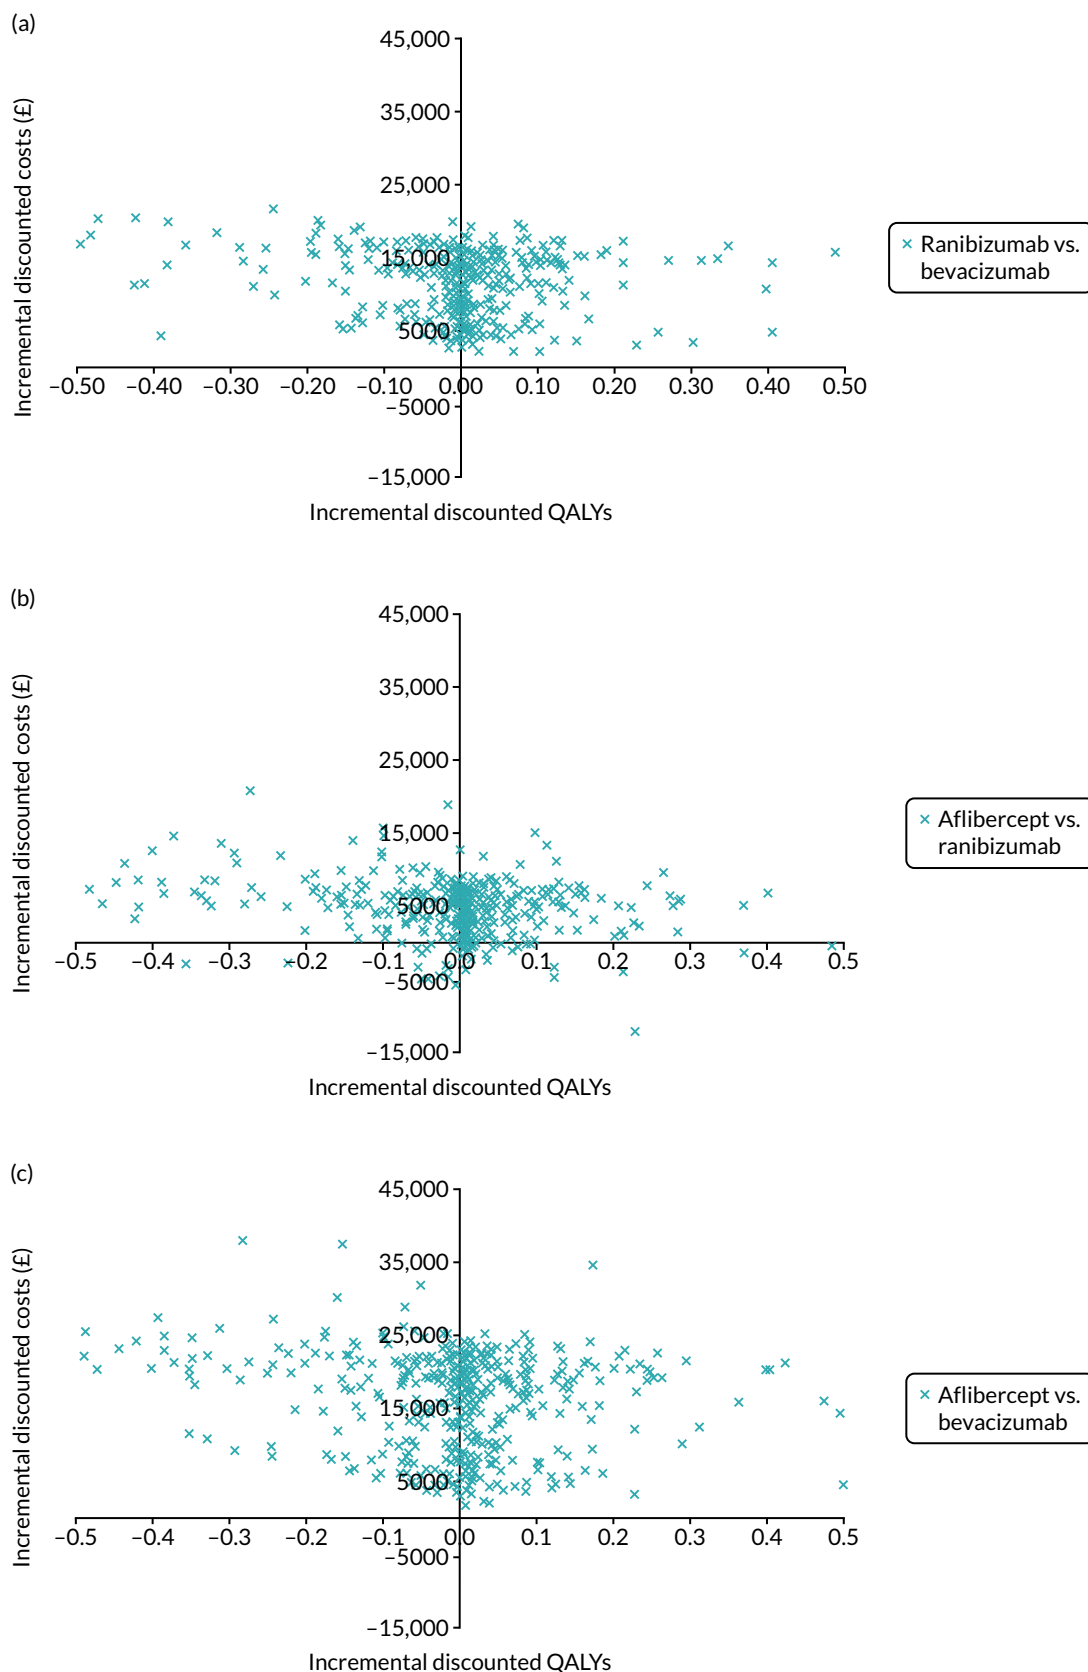 (a)
45,000
35,000
25,000
15,000
5000
−5000
−15,000
−0.50 −0.40 −0.30 −0.20 −0.10 0.00 0.10 0.20 0.30 0.40 0.50
Incremental discounted costs (£)
Incremental discounted QALYs
Ranibizumab vs.
bevacizumab
(b)
45,000
35,000
25,000
15,000
5000
−5000
−15,000
−0.5 −0.4 −0.3 −0.2 −0.1 0.0 0.1 0.2 0.3 0.4 0.5
Incremental discounted costs (£)
Incremental discounted QALYs
Aflibercept vs.
ranibizumab
(c)
45,000
35,000
25,000
15,000
5000
−5000
−15,000
−0.5 −0.4 −0.3 −0.2 −0.1 0.0 0.1 0.2 0.3 0.4 0.5
Incremental discounted costs (£)
Incremental discounted QALYs
Aflibercept vs.
bevacizumab